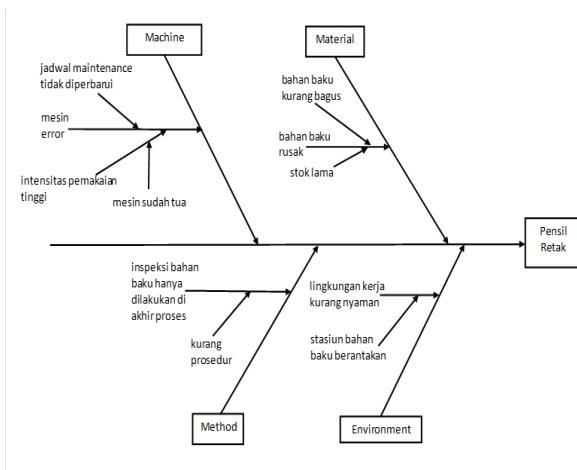 Machine
Material
jadwal maintenance
tidak diperbarui
mesin
error
intensitas pemakaian
tinggi
mesin sudah tua
bahan baku
kurang bagus
bahan baku
rusak
stok lama
Pensil
Retak
inspeksi bahan
baku hanya
dilakukan di
akhir proses
kurang
prosedur
lingkungan kerja
kurang nyaman
stasiun bahan
baku berantakan
Method
Environment